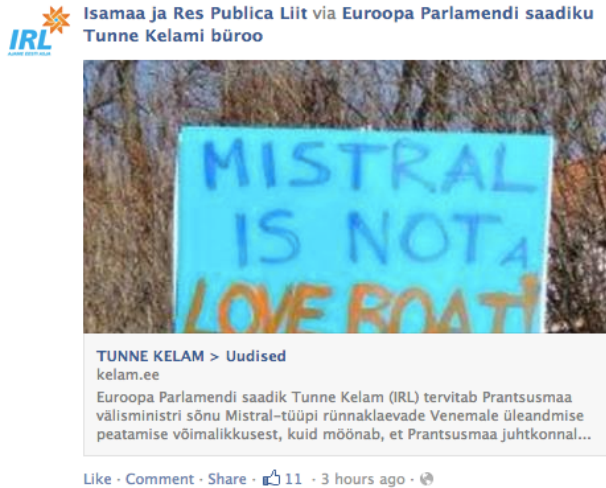 IRL
Isamaa ja Res Publica Liit via Euroopa Parlamendi saadiku
Tunne Kelami büroo
MISTRAL
IS NOT A
LOVE BOAT!
TUNNE KELAM > Uudised
kelam.ee
Euroopa Parlamendi saadik Tunne Kelam (IRL) tervitab Prantsusmaa
välisministri sõnu Mistral-tüüpi rünnaklaevade Venemale üleandmise
peatamise võimalikkusest, kuid möönab, et Prantsusmaa juhtkonnal...
Like · Comment · Share · 11 · 3 hours ago ·